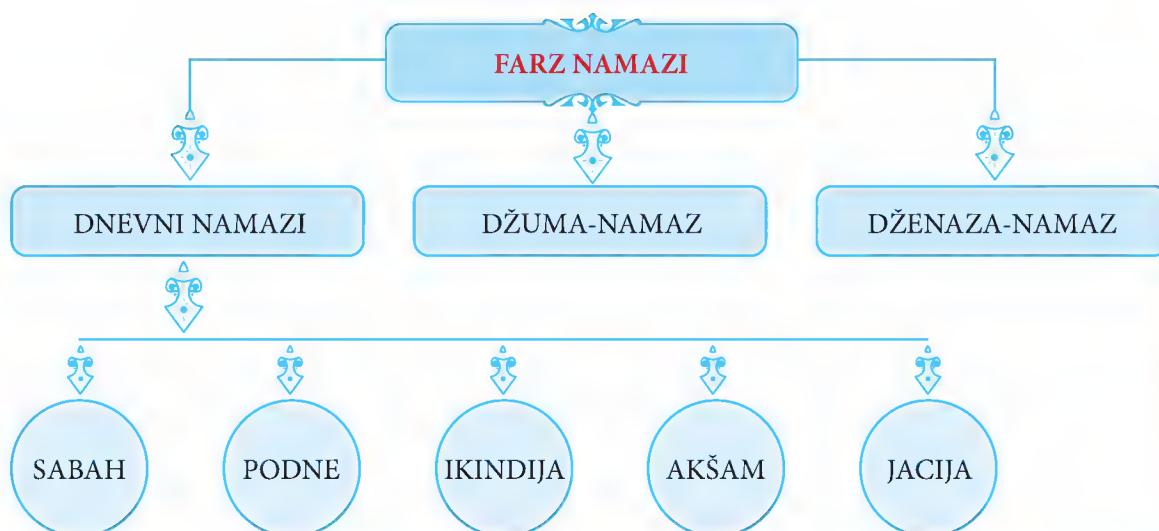 FARZ NAMAZI
DNEVNI NAMAZI
DŽUMA-NAMAZ
DŽENAZA-NAMAZ
SABAH
PODNE
IKINDIJA
AKŠAM
JACIJA